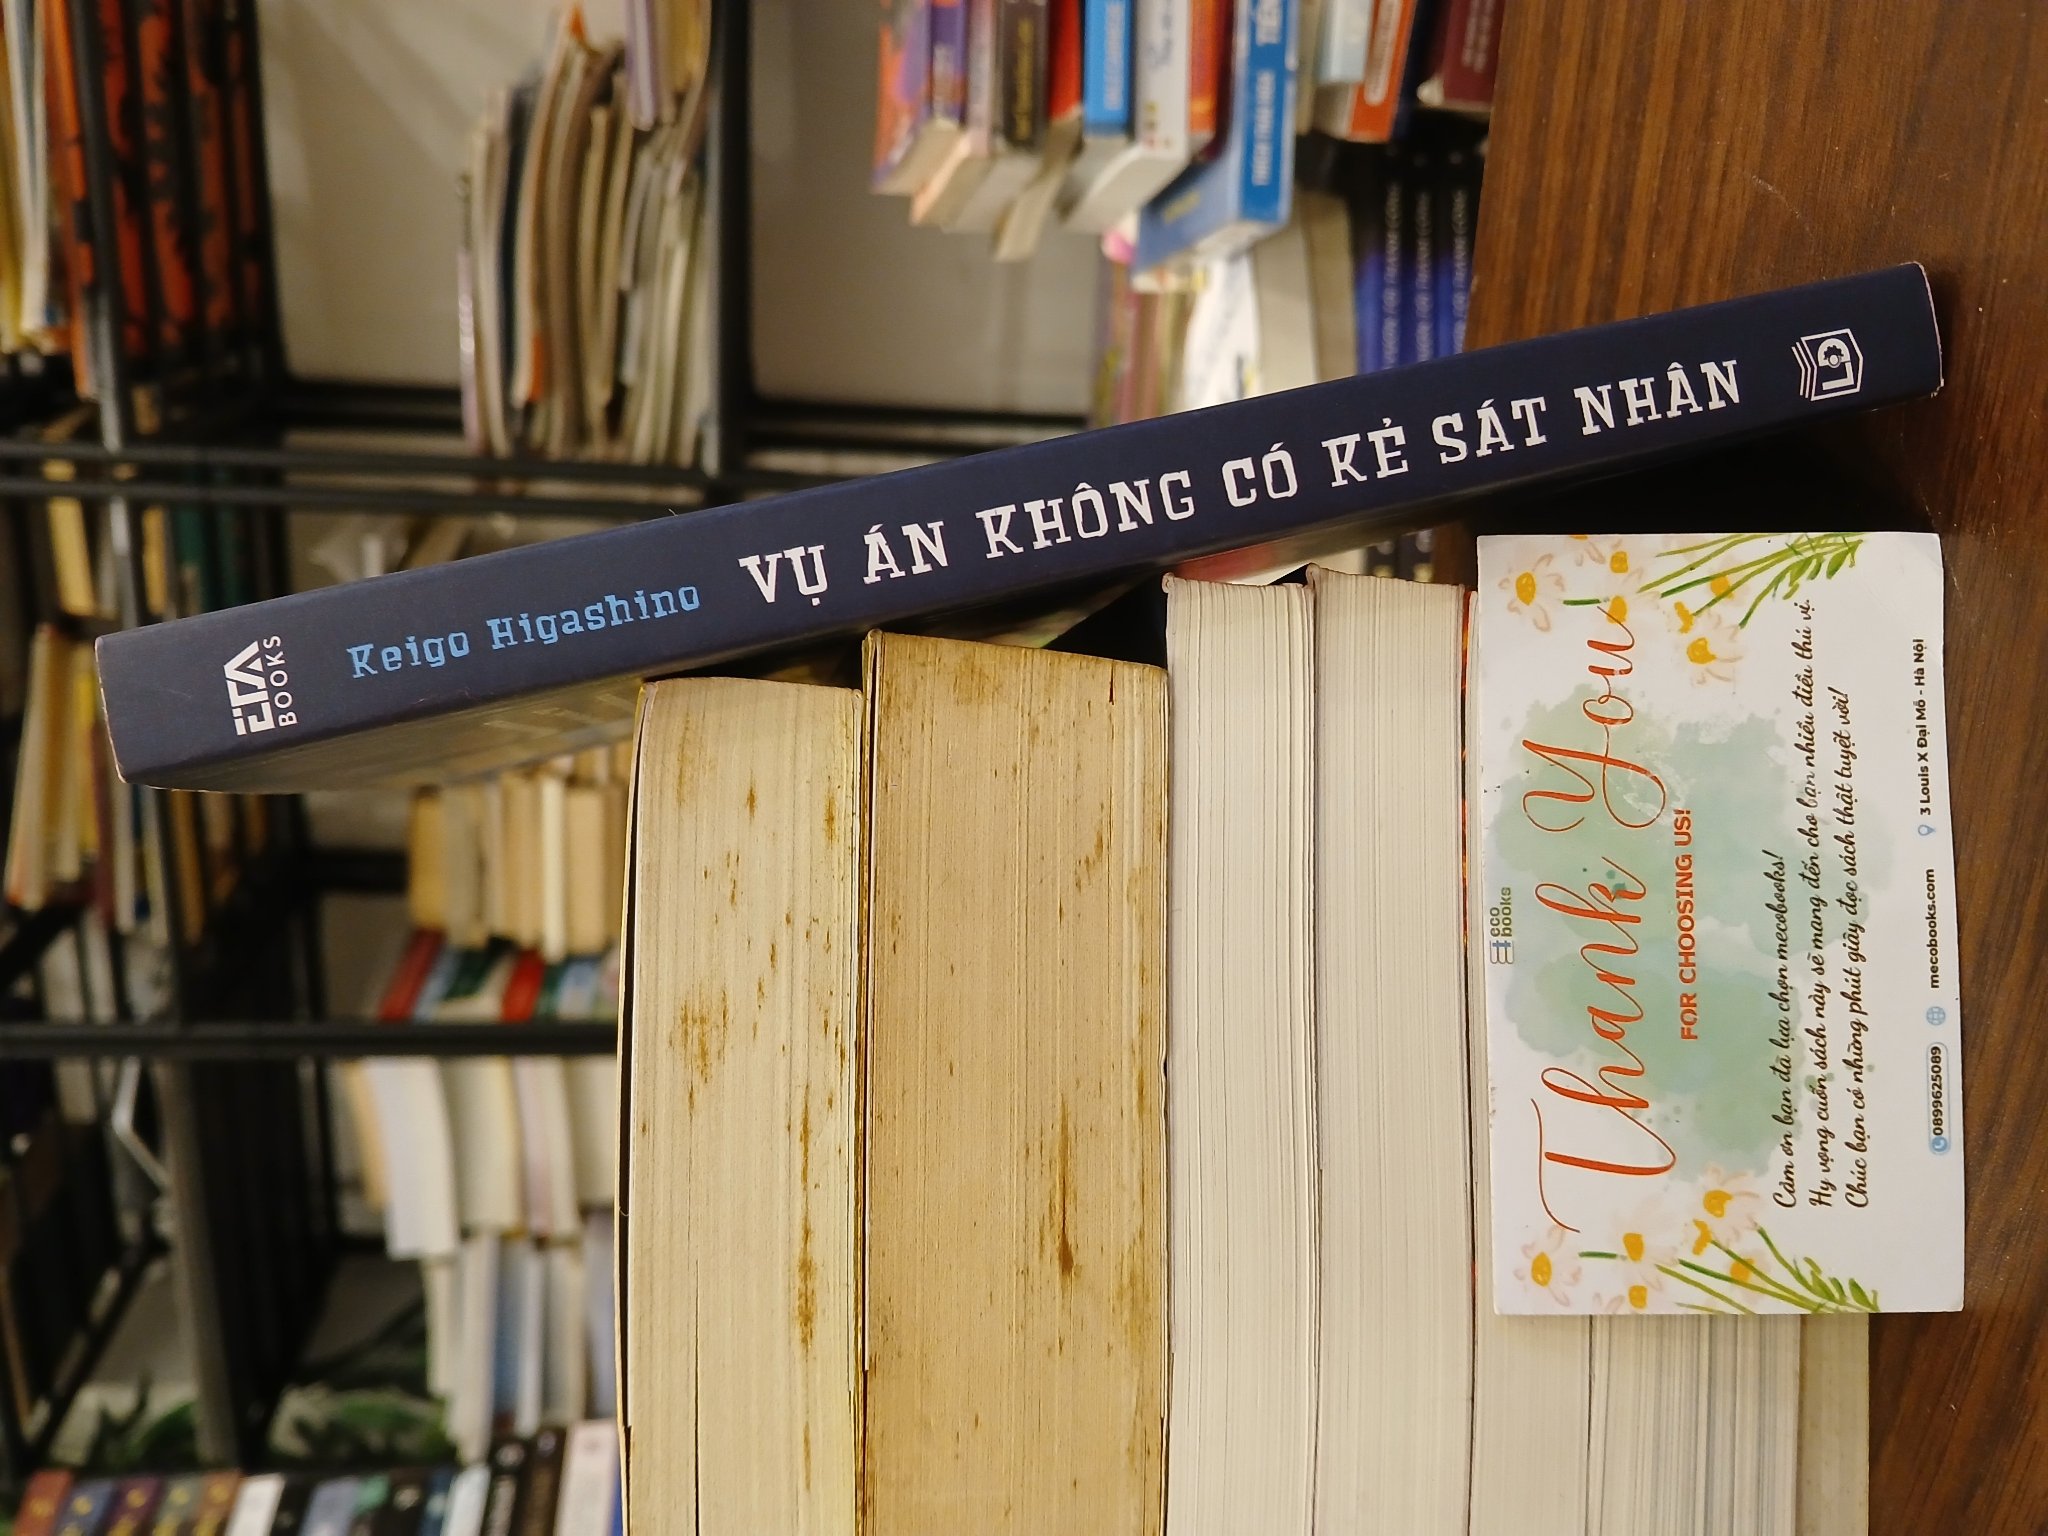 ETA
BOOKS
Keigo Higashino
VỤ ÁN KHÔNG CÓ KẺ SÁT NHÂN
eco
books
Thank You
FOR CHOOSING US!
Cảm ơn bạn đã lựa chọn mecobooks!
Hy vọng cuốn sách này sẽ mang đến cho bạn nhiều điều thú vị.
Chúc bạn có những phút giây đọc sách thật tuyệt vời!
0899625089 mecobooks.com 3 Louis X Đại Mỗ - Hà Nội